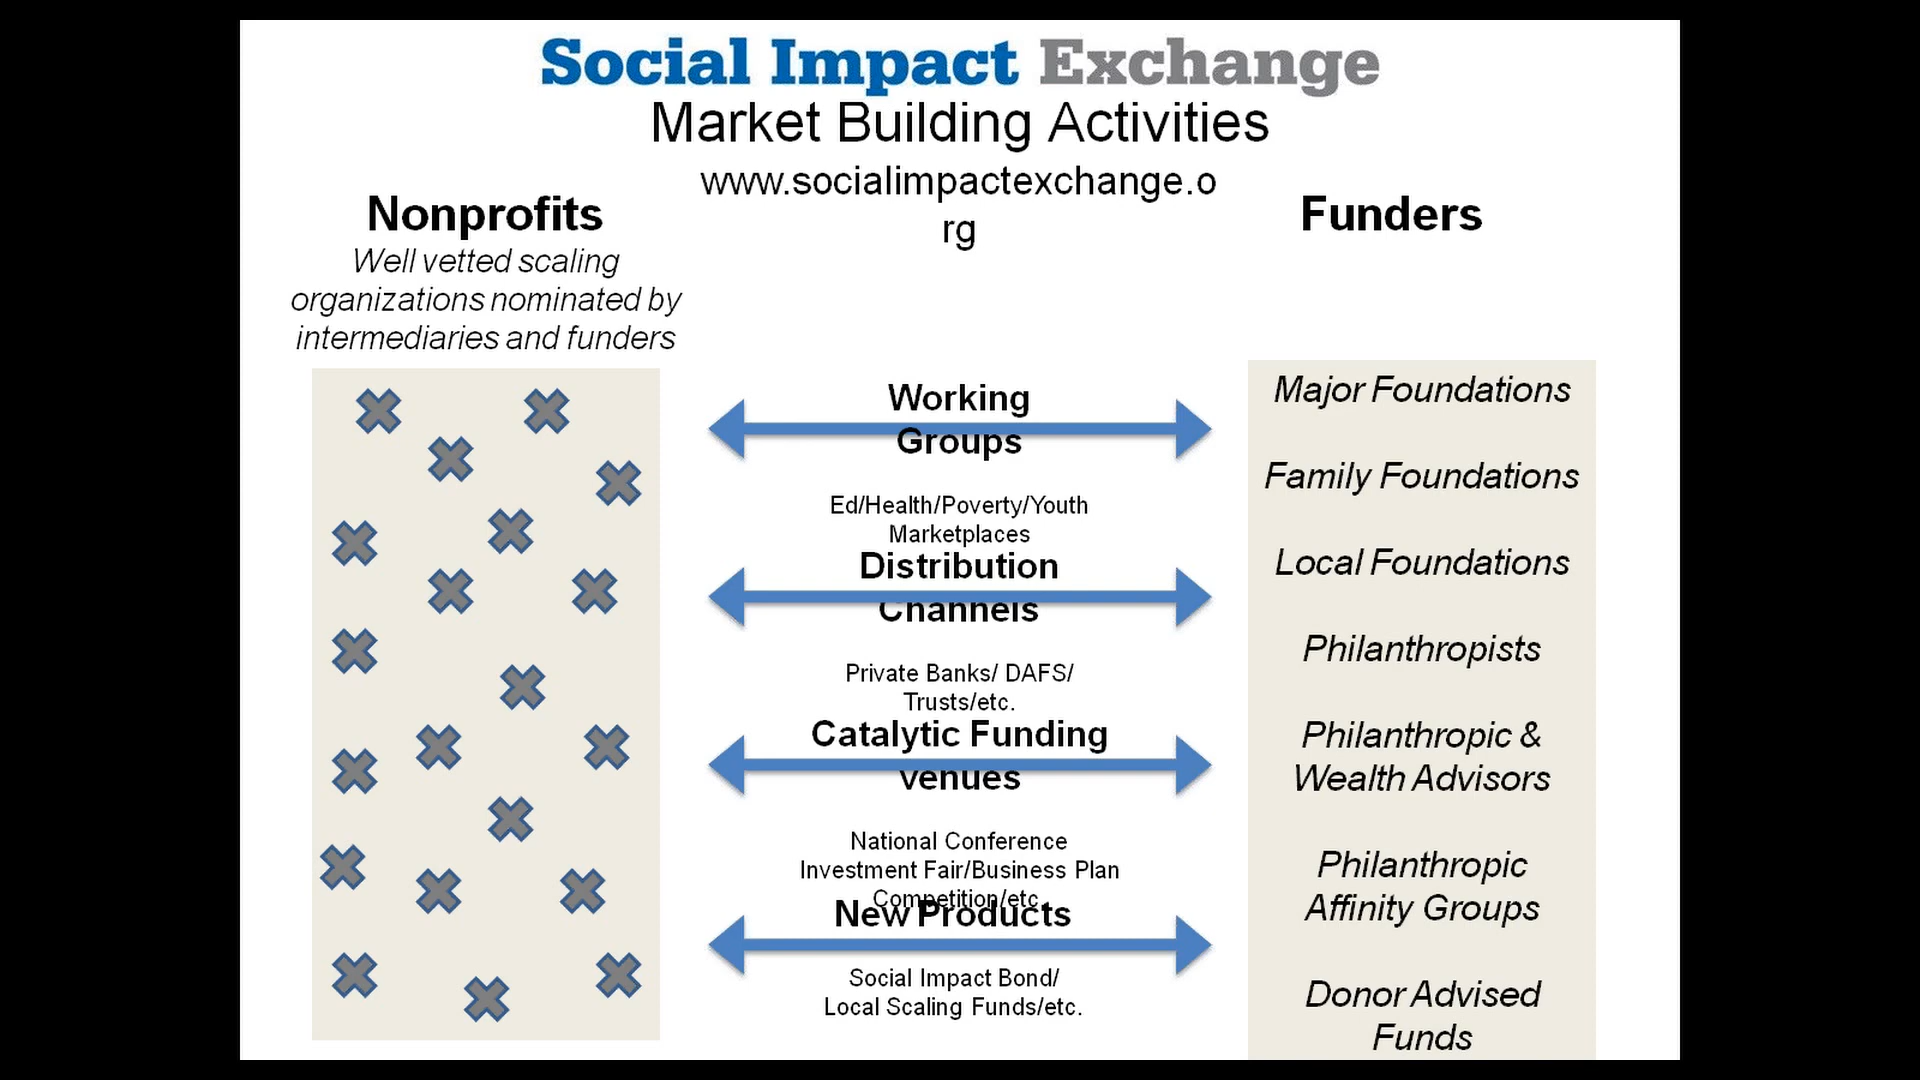 Social Impact Exchange
Market Building Activities
www.socialimpactexchange.o
rg
Nonprofits
Well vetted scaling
organizations nominated by
intermediaries and funders
Working
Groups
Ed/Health/Poverty/Youth
Marketplaces
Distribution
Channels
Private Banks/ DAFS/
Trusts/etc.
Catalytic Funding
Venues
National Conference
Investment Fair/Business Plan
Competition/etc.
New Products
Social Impact Bond/
Local Scaling Funds/etc.
Funders
Major Foundations
Family Foundations
Local Foundations
Philanthropists
Philanthropic &
Wealth Advisors
Philanthropic
Affinity Groups
Donor Advised
Funds